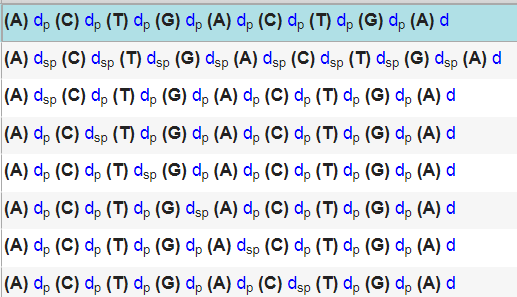 (A) dp (C) dp (T) dp (G) dp (A) dp (C) dp (T) dp (G) dp (A) d
(A) dsp (C) dsp (T) dsp (G) dsp (A) dsp (C) dsp (T) dsp (G) dsp (A) d
(A) dsp (C) dp (T) dp (G) dp (A) dp (C) dp (T) dp (G) dp (A) d
(A) dp (C) dsp (T) dp (G) dp (A) dp (C) dp (T) dp (G) dp (A) d
(A) dp (C) dp (T) dsp (G) dp (A) dp (C) dp (T) dp (G) dp (A) d
(A) dp (C) dp (T) dp (G) dsp (A) dp (C) dp (T) dp (G) dp (A) d
(A) dp (C) dp (T) dp (G) dp (A) dsp (C) dp (T) dp (G) dp (A) d
(A) dp (C) dp (T) dp (G) dp (A) dp (C) dsp (T) dp (G) dp (A) d